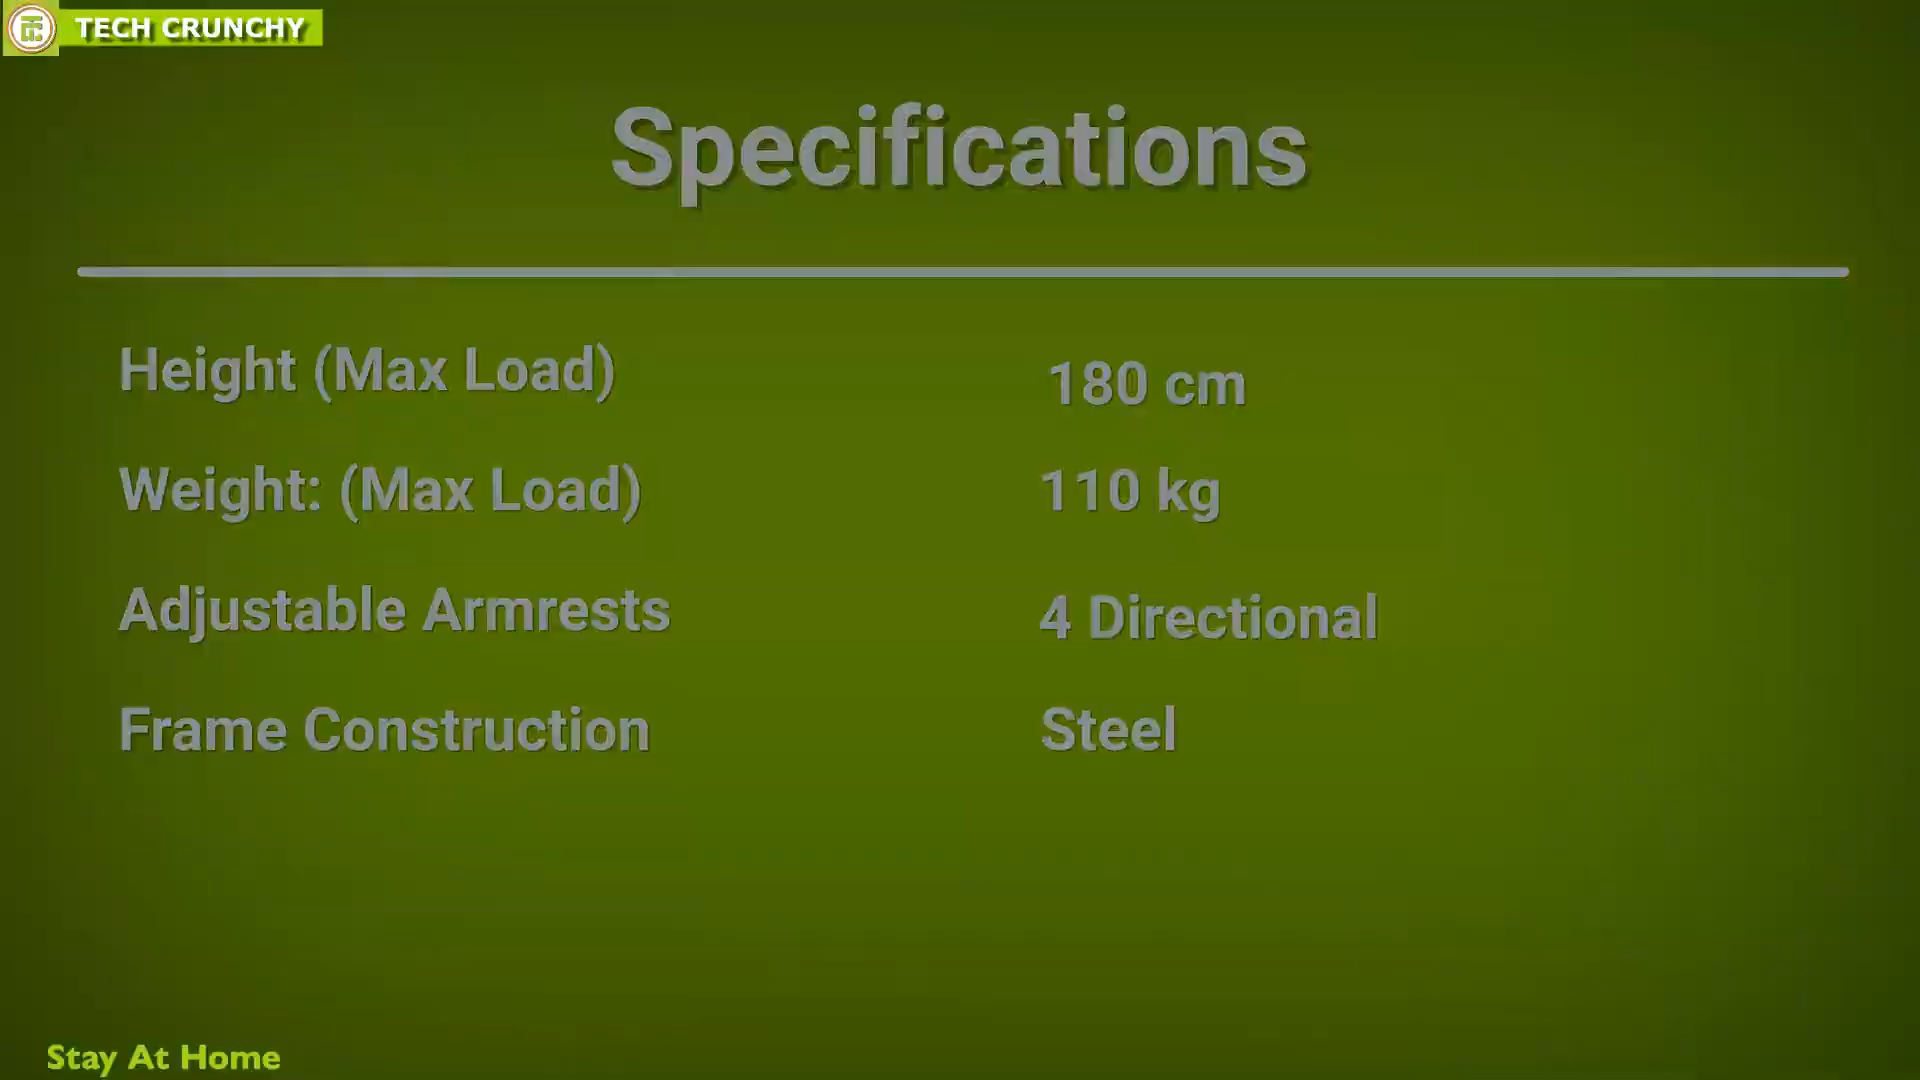 TECH CRUNCHY
Specifications
Height (Max Load) 180 cm
Weight: (Max Load) 110 kg
Adjustable Armrests 4 Directional
Frame Construction Steel
Stay At Home